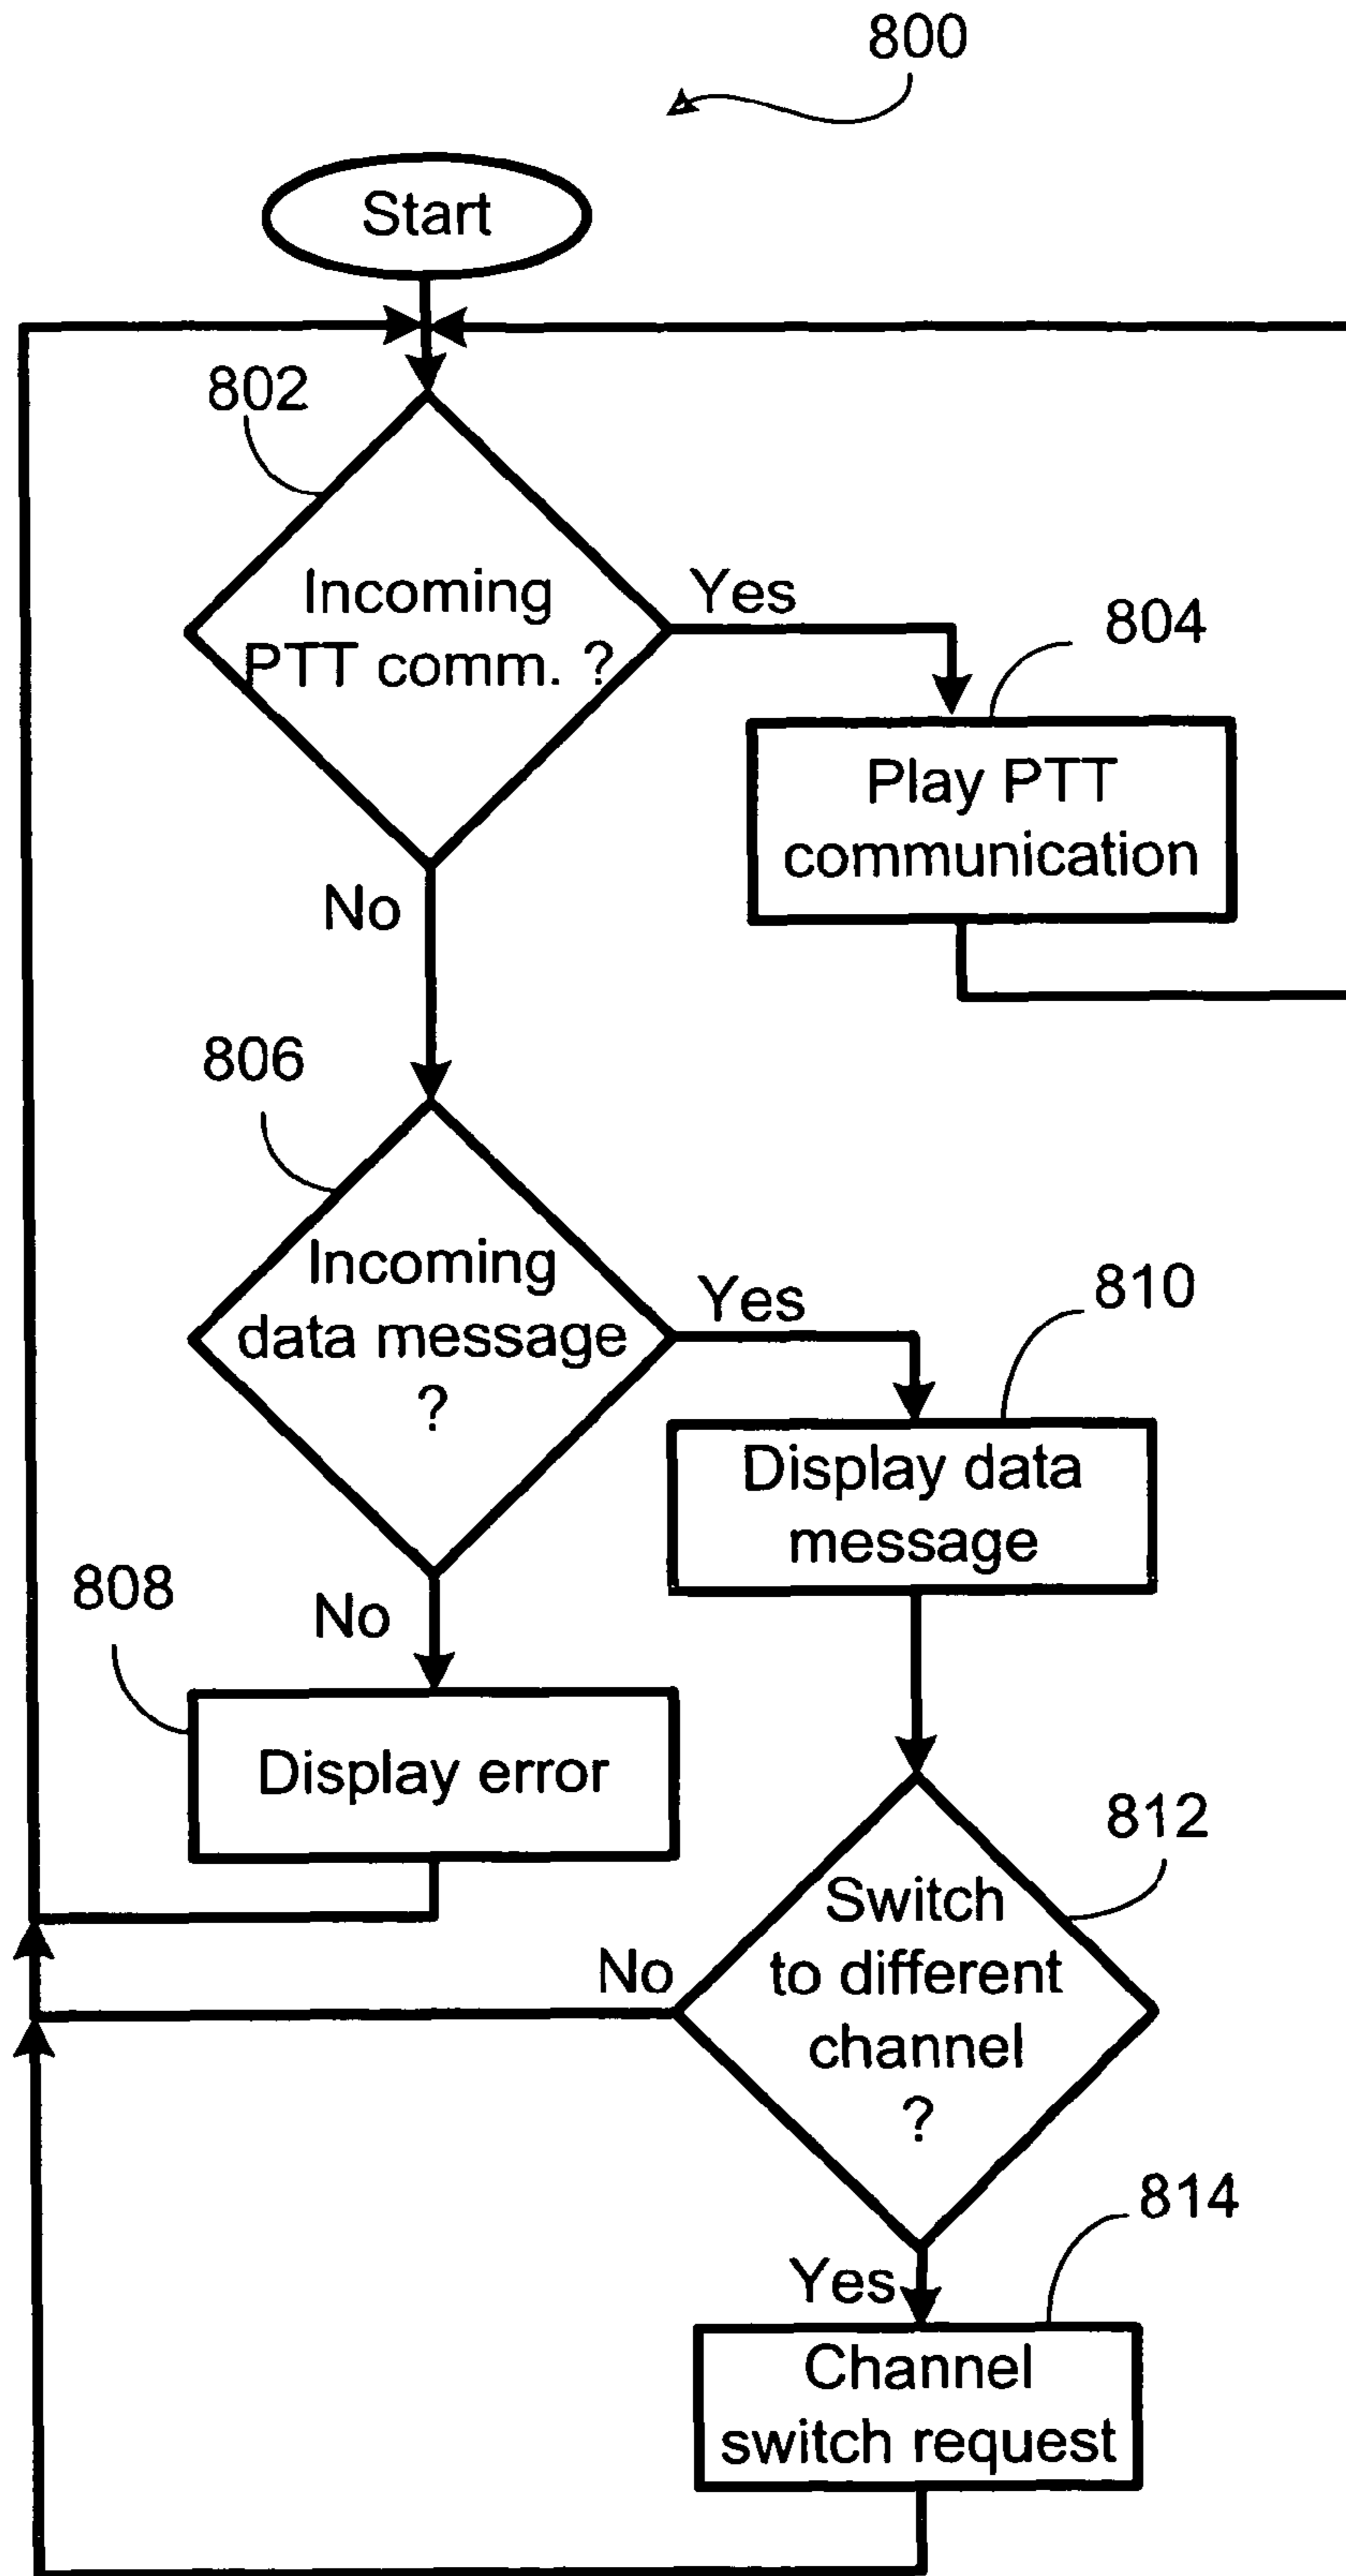 800
Start
802
Incoming
PTT comm. ?
Yes
804
Play PTT
communication
No
806
Incoming
data message
?
Yes
810
Display data
message
808
No
Display error
812
Switch
to different
channel
?
No
814
Yes
Channel
switch request